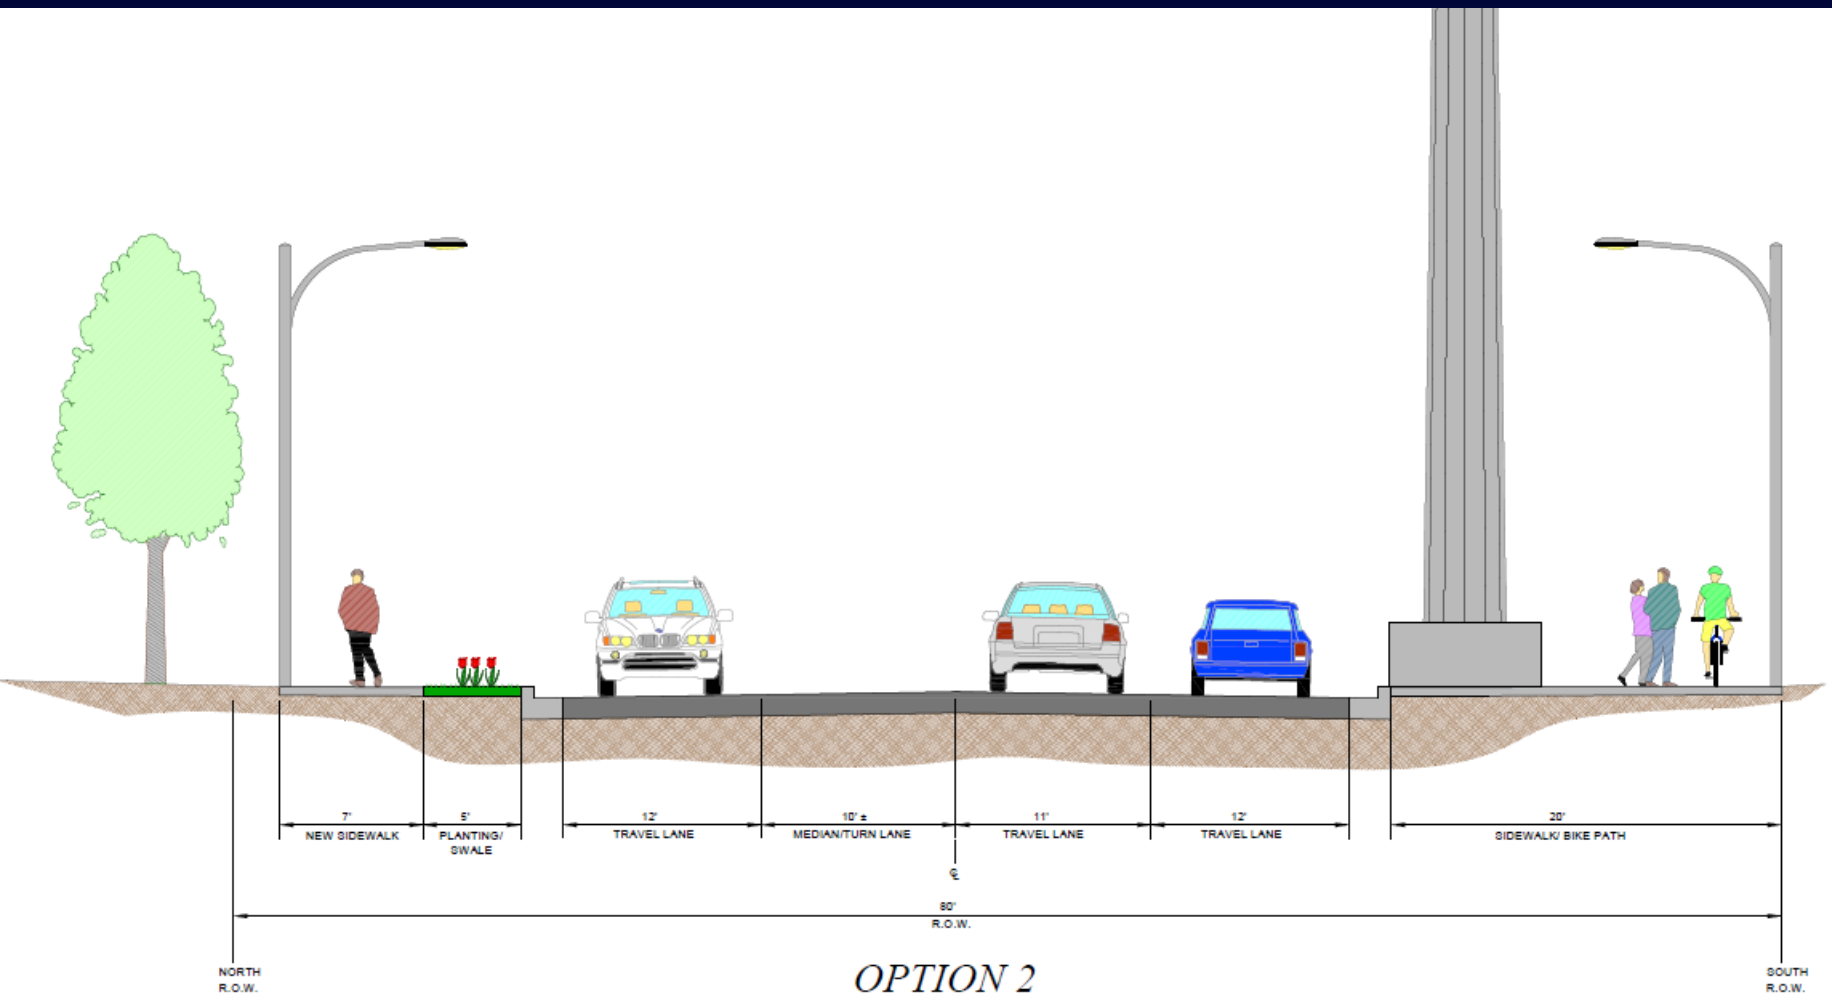 7'
NEW SIDEWALK
5'
PLANTING/
SWALE
12'
TRAVEL LANE
10' ±
MEDIAN/TURN LANE
11'
TRAVEL LANE
12'
TRAVEL LANE
20'
SIDEWALK/ BIKE PATH
℄
80'
R.O.W.
NORTH
R.O.W.
OPTION 2
SOUTH
R.O.W.